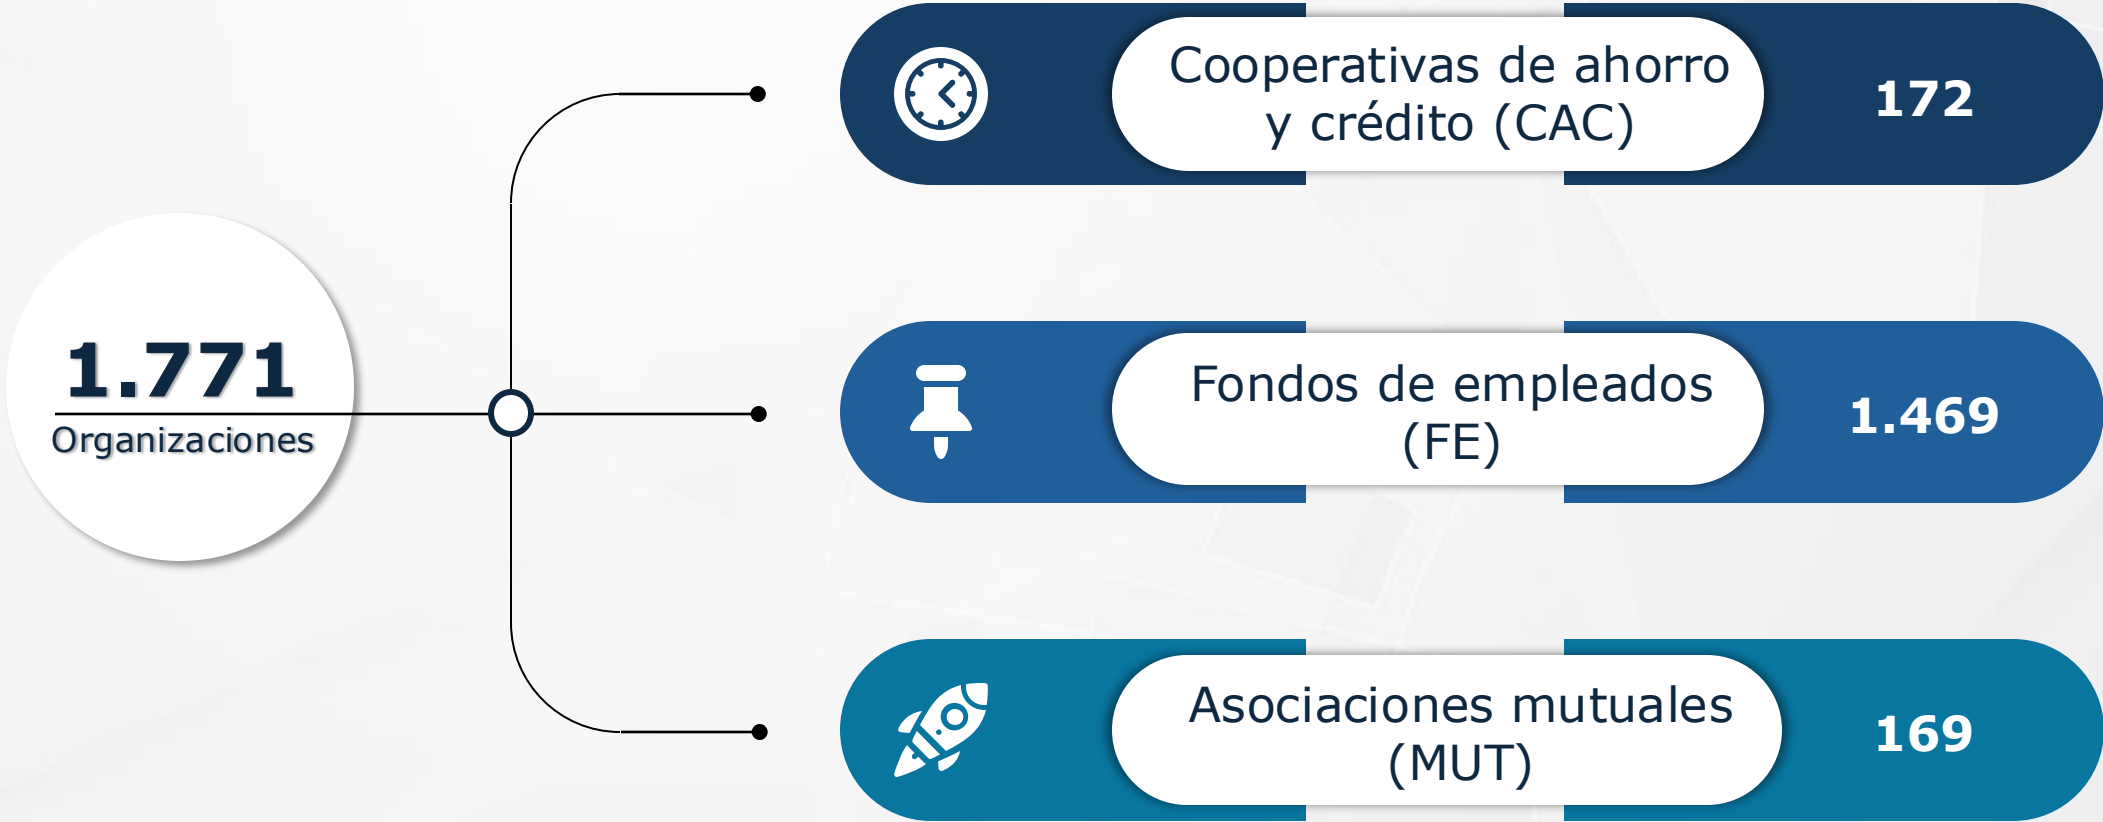 1.771
Organizaciones
Cooperativas de ahorro
y crédito (CAC)
172
Fondos de empleados
(FE)
1.469
Asociaciones mutuales
(MUT)
169